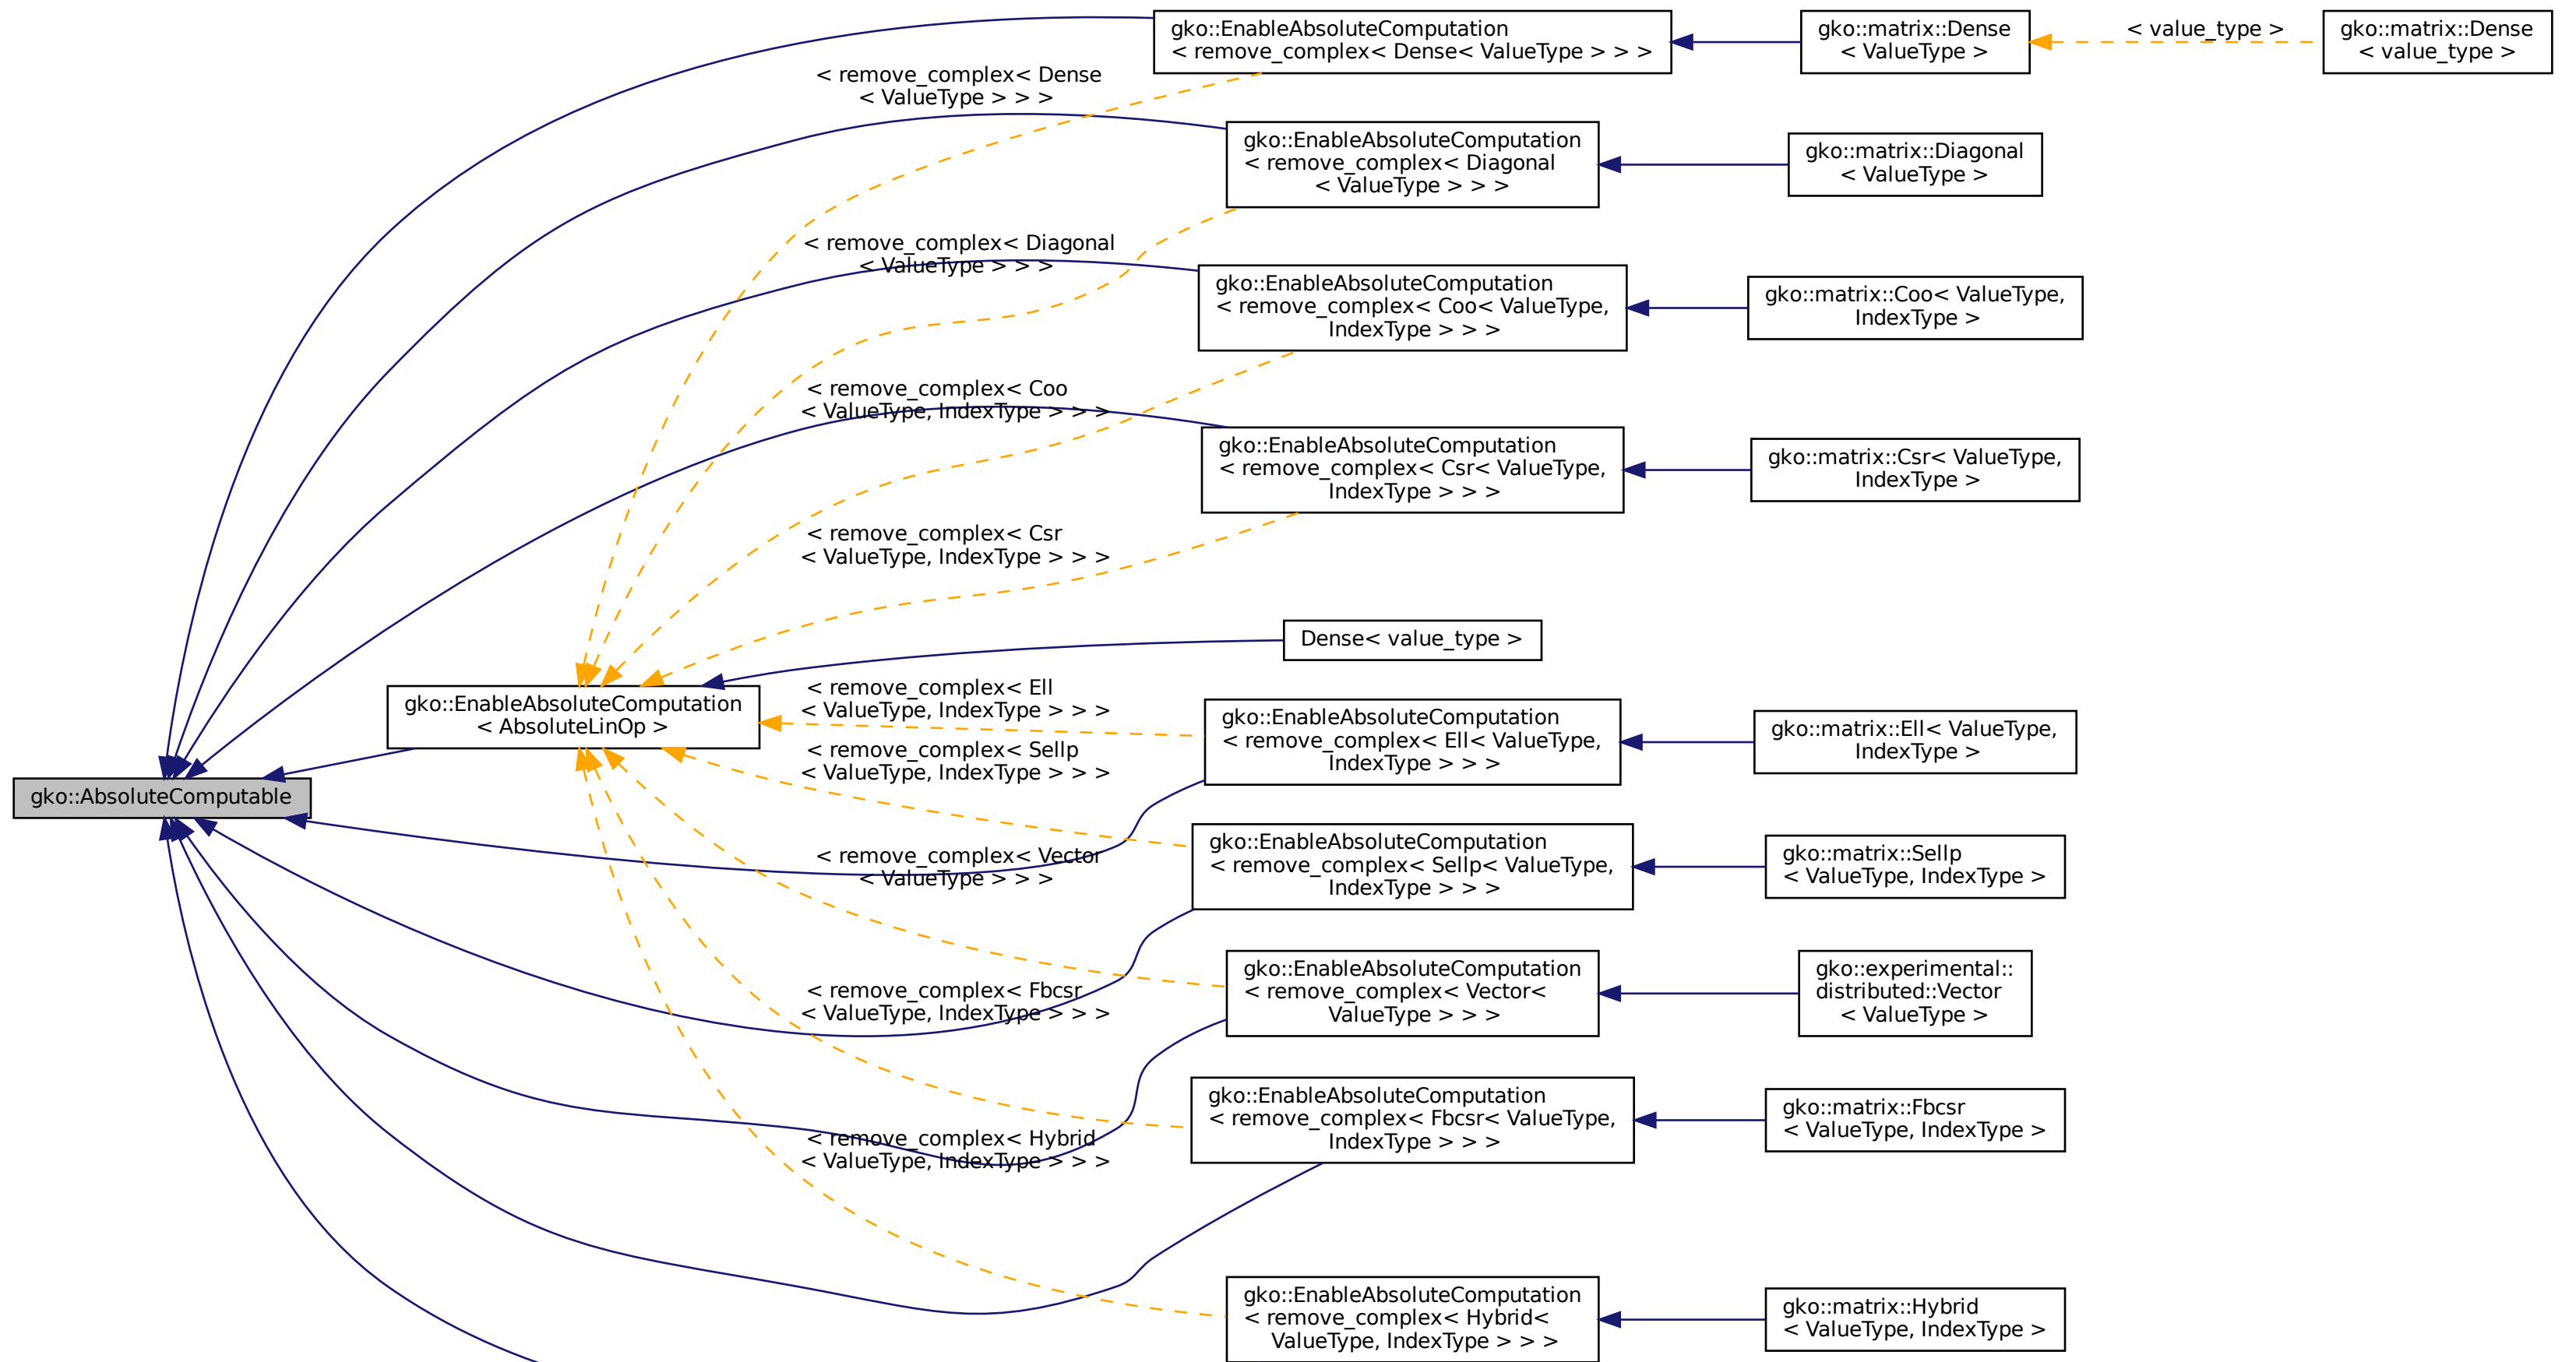 gko::AbsoluteComputable
gko::EnableAbsoluteComputation
< AbsoluteLinOp >
< remove_complex< Dense
< ValueType > > >
< remove_complex< Diagonal
< ValueType > > >
< remove_complex< Coo
< ValueType, IndexType > > >
< remove_complex< Csr
< ValueType, IndexType > > >
< remove_complex< Ell
< ValueType, IndexType > > >
< remove_complex< Sellp
< ValueType, IndexType > > >
< remove_complex< Vector
< ValueType > > >
< remove_complex< Fbcsr
< ValueType, IndexType > > >
< remove_complex< Hybrid
< ValueType, IndexType > > >
gko::EnableAbsoluteComputation
< remove_complex< Dense< ValueType > > >
gko::EnableAbsoluteComputation
< remove_complex< Diagonal
< ValueType > > >
gko::EnableAbsoluteComputation
< remove_complex< Coo< ValueType,
IndexType > > >
gko::EnableAbsoluteComputation
< remove_complex< Csr< ValueType,
IndexType > > >
Dense< value_type >
gko::EnableAbsoluteComputation
< remove_complex< Ell< ValueType,
IndexType > > >
gko::EnableAbsoluteComputation
< remove_complex< Sellp< ValueType,
IndexType > > >
gko::EnableAbsoluteComputation
< remove_complex< Vector<
ValueType > > >
gko::EnableAbsoluteComputation
< remove_complex< Fbcsr< ValueType,
IndexType > > >
gko::EnableAbsoluteComputation
< remove_complex< Hybrid<
ValueType, IndexType > > >
gko::matrix::Dense
< ValueType >
gko::matrix::Diagonal
< ValueType >
gko::matrix::Coo< ValueType,
IndexType >
gko::matrix::Csr< ValueType,
IndexType >
gko::matrix::Ell< ValueType,
IndexType >
gko::matrix::Sellp
< ValueType, IndexType >
gko::experimental::
distributed::Vector
< ValueType >
gko::matrix::Fbcsr
< ValueType, IndexType >
gko::matrix::Hybrid
< ValueType, IndexType >
< value_type >
gko::matrix::Dense
< value_type >